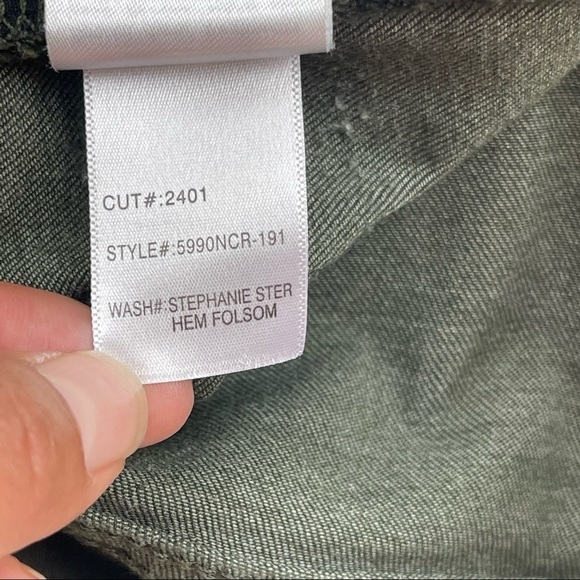 CUT#:2401
STYLE#:5990NCR-191
WASH#:STEPHANIE STER
HEM FOLSOM